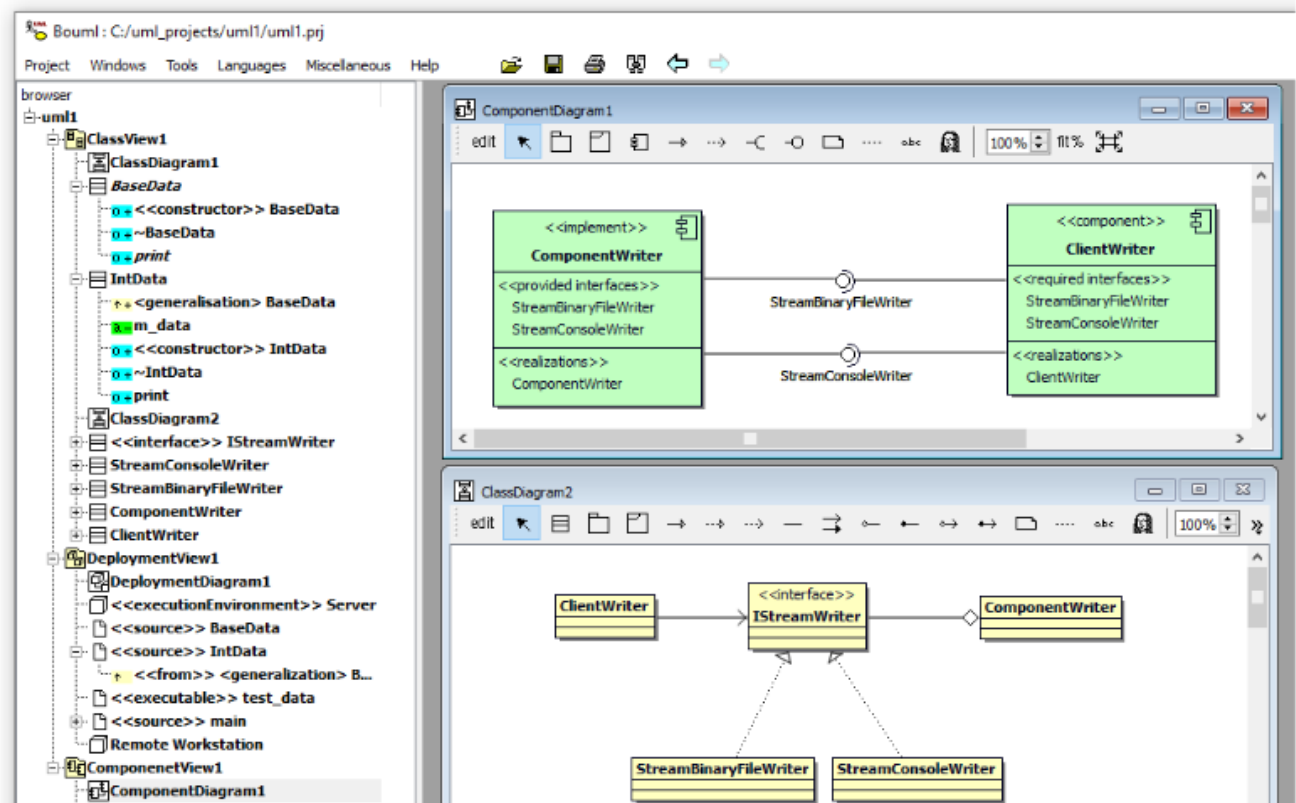 Bouml : C:/uml_projects/uml1/uml1.prj
Project Windows Tools Languages Miscellaneous Help
browser
uml1
ClassView1
ClassDiagram1
BaseData
<<constructor>> BaseData
~BaseData
print
IntData
<generalisation> BaseData
m_data
<<constructor>> IntData
~IntData
print
ClassDiagram2
<<interface>> IStreamWriter
StreamConsoleWriter
StreamBinaryFileWriter
ComponentWriter
ClientWriter
DeploymentView1
DeploymentDiagram1
<<executionEnvironment>> Server
<<source>> BaseData
<<source>> IntData
<<from>> <generalization> B...
<<executable>> test_data
<<source>> main
Remote Workstation
ComponenetView1
ComponentDiagram1
ComponentDiagram1
edit abc 100% fit%
<<implement>>
ComponentWriter
<<provided interfaces>>
StreamBinaryFileWriter
StreamConsoleWriter
<<realizations>>
ComponentWriter
StreamBinaryFileWriter
StreamConsoleWriter
<<component>>
ClientWriter
<<required interfaces>>
StreamBinaryFileWriter
StreamConsoleWriter
<<realizations>>
ClientWriter
ClassDiagram2
edit abc 100%
ClientWriter
<<interface>>
IStreamWriter
ComponentWriter
StreamBinaryFileWriter
StreamConsoleWriter